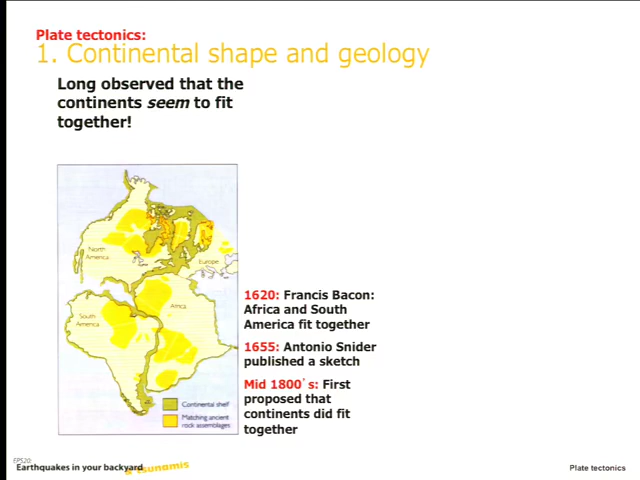 Plate tectonics:
1. Continental shape and geology
Long observed that the
continents seem to fit
together!
North
America
Europe
Africa
South
America
Continental shelf
Matching ancient
rock assemblages
1620: Francis Bacon:
Africa and South
America fit together
1655: Antonio Snider
published a sketch
Mid 1800's: First
proposed that
continents did fit
together
EPS20:
Earthquakes in your backyard
& tsunamis
Plate tectonics